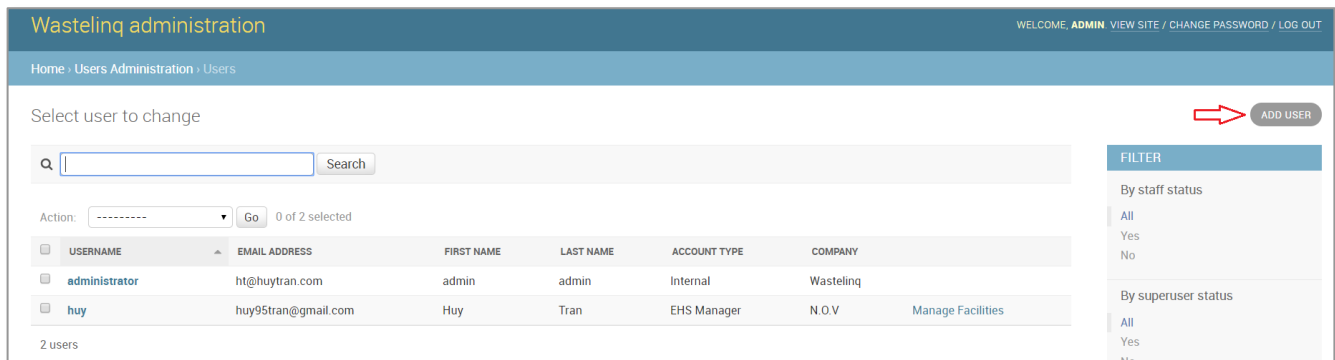 Wastelinq administration
WELCOME, ADMIN. VIEW SITE / CHANGE PASSWORD / LOG OUT
Home › Users Administration › Users
Select user to change
ADD USER
Search
Action: --------- Go 0 of 2 selected
USERNAME EMAIL ADDRESS FIRST NAME LAST NAME ACCOUNT TYPE COMPANY
administrator ht@huytran.com admin admin Internal Wastelinq
huy huy95tran@gmail.com Huy Tran EHS Manager N.O.V Manage Facilities
2 users
FILTER
By staff status
All
Yes
No
By superuser status
All
Yes
No